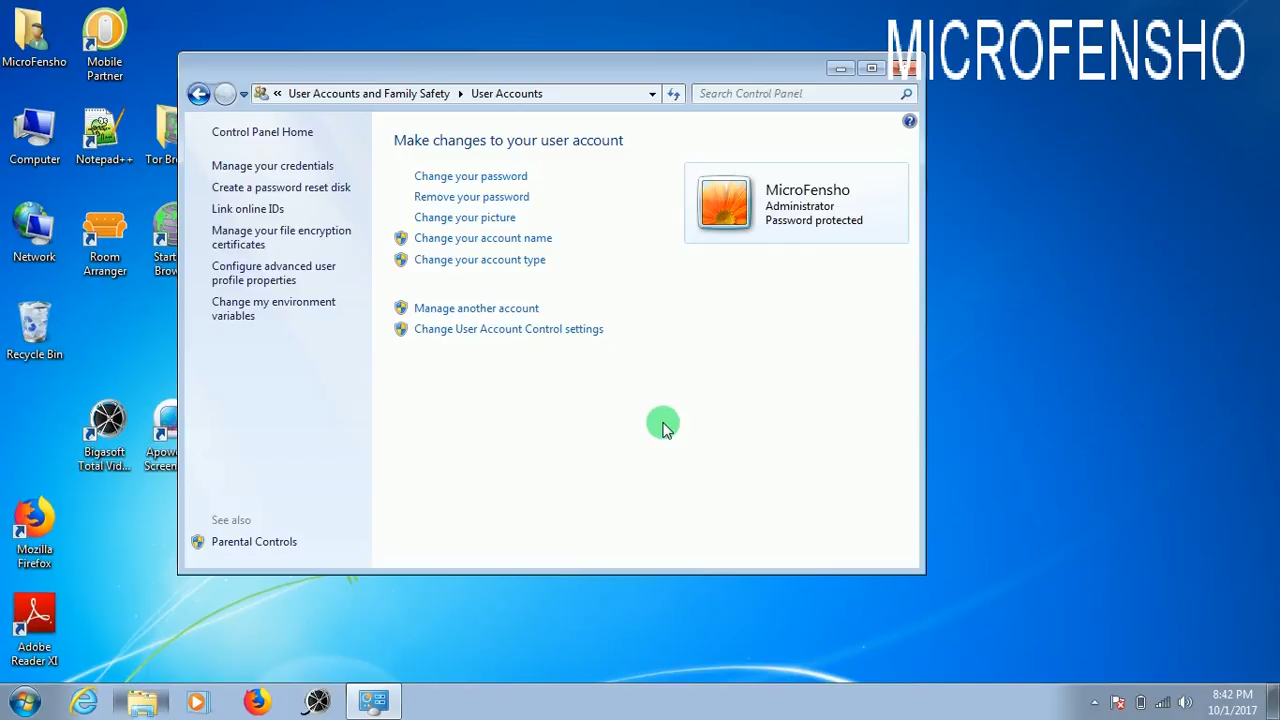 MICROFENSHO
MicroFensho
Mobile
Partner
Computer
Notepad++
Tor Br
Network
Room
Arranger
Start
Brow
Recycle Bin
Bigasoft
Total Vid...
Apowe
Screen
Mozilla
Firefox
Adobe
Reader XI
« User Accounts and Family Safety ▸ User Accounts
Search Control Panel
Control Panel Home
Manage your credentials
Create a password reset disk
Link online IDs
Manage your file encryption
certificates
Configure advanced user
profile properties
Change my environment
variables
See also
Parental Controls
Make changes to your user account
Change your password
Remove your password
Change your picture
Change your account name
Change your account type
Manage another account
Change User Account Control settings
MicroFensho
Administrator
Password protected
8:42 PM
10/1/2017